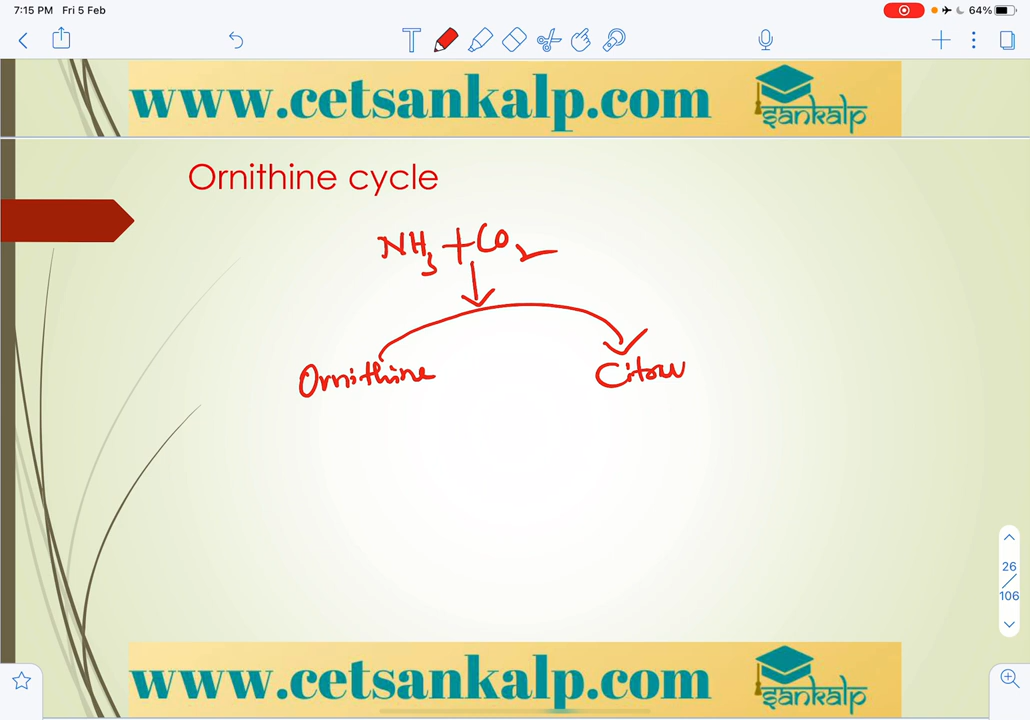 7:15 PM Fri 5 Feb 64%
T
www.cetsankalp.com sankalp
Ornithine cycle
NH3 + CO2
Ornithine
26
106
www.cetsankalp.com sankalp